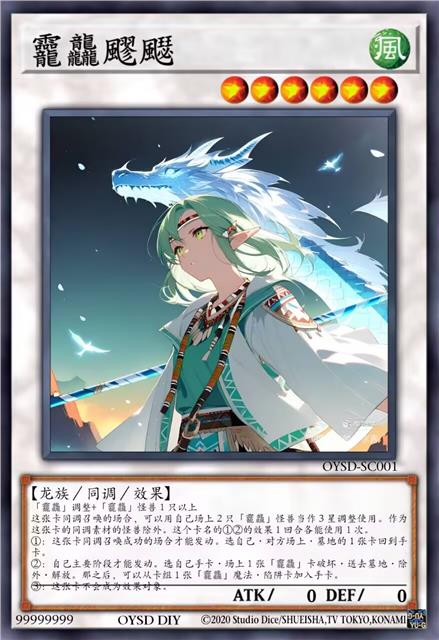 龗龘飂
風
OYSD-SC001
【龙族／同调／效果】
「龗龘」调整+「龗龘」怪兽1只以上
这张卡同调召唤的场合、可以用自己场上2只「龗龘」怪兽当作3星调整使用。作为
这张卡的同调素材的怪兽除外。这个卡名的①②的效果1回合各能使用1次。
①：这张卡同调召唤成功的场合才能发动。选自己・对方场上・墓地的1张卡回到手
卡。
②：自己主要阶段才能发动。选自己手卡・场上1张「龗龘」卡破坏・送去墓地・除
外・解放。那之后，可以从卡组1张「龗龘」魔法・陷阱卡加入手卡。
③：这张卡不会成为效果对象。
ATK/ 0 DEF/ 0
99999999 OYSD DIY ©2020 Studio Dice/SHUEISHA,TV TOKYO,KONAMI